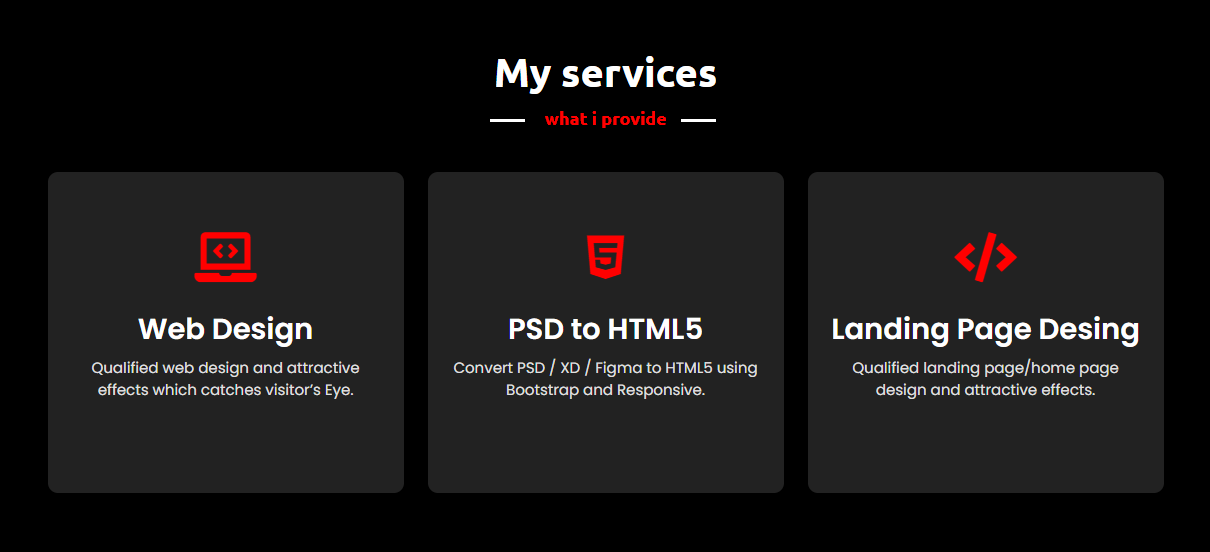 My services
what i provide
Web Design
Qualified web design and attractive
effects which catches visitor’s Eye.
PSD to HTML5
Convert PSD / XD / Figma to HTML5 using
Bootstrap and Responsive.
Landing Page Desing
Qualified landing page/home page
design and attractive effects.